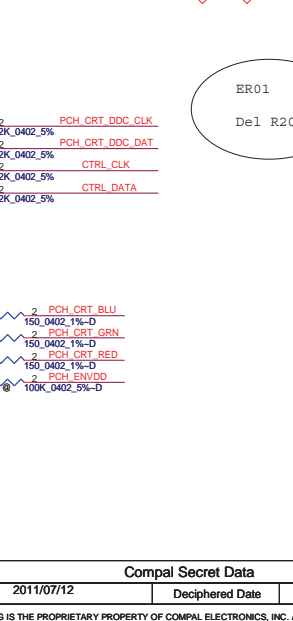 ER01
Del R20
2 PCH_CRT_DDC_CLK
2K_0402_5%
2 PCH_CRT_DDC_DAT
2K_0402_5%
2 CTRL_CLK
2K_0402_5%
2 CTRL_DATA
2K_0402_5%
2 PCH_CRT_BLU
150_0402_1%~D
2 PCH_CRT_GRN
150_0402_1%~D
2 PCH_CRT_RED
150_0402_1%~D
2 PCH_ENVDD
@ 100K_0402_5%~D
Compal Secret Data
2011/07/12 Deciphered Date
G IS THE PROPRIETARY PROPERTY OF COMPAL ELECTRONICS, INC.